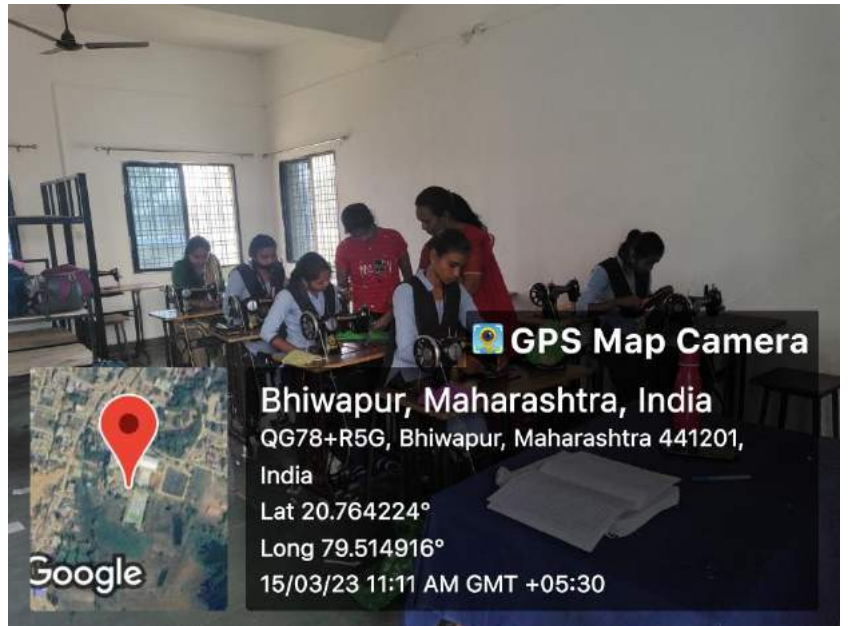 GPS Map Camera
Bhiwapur, Maharashtra, India
QG78+R5G, Bhiwapur, Maharashtra 441201,
India
Lat 20.764224°
Long 79.514916°
15/03/23 11:11 AM GMT +05:30
Google